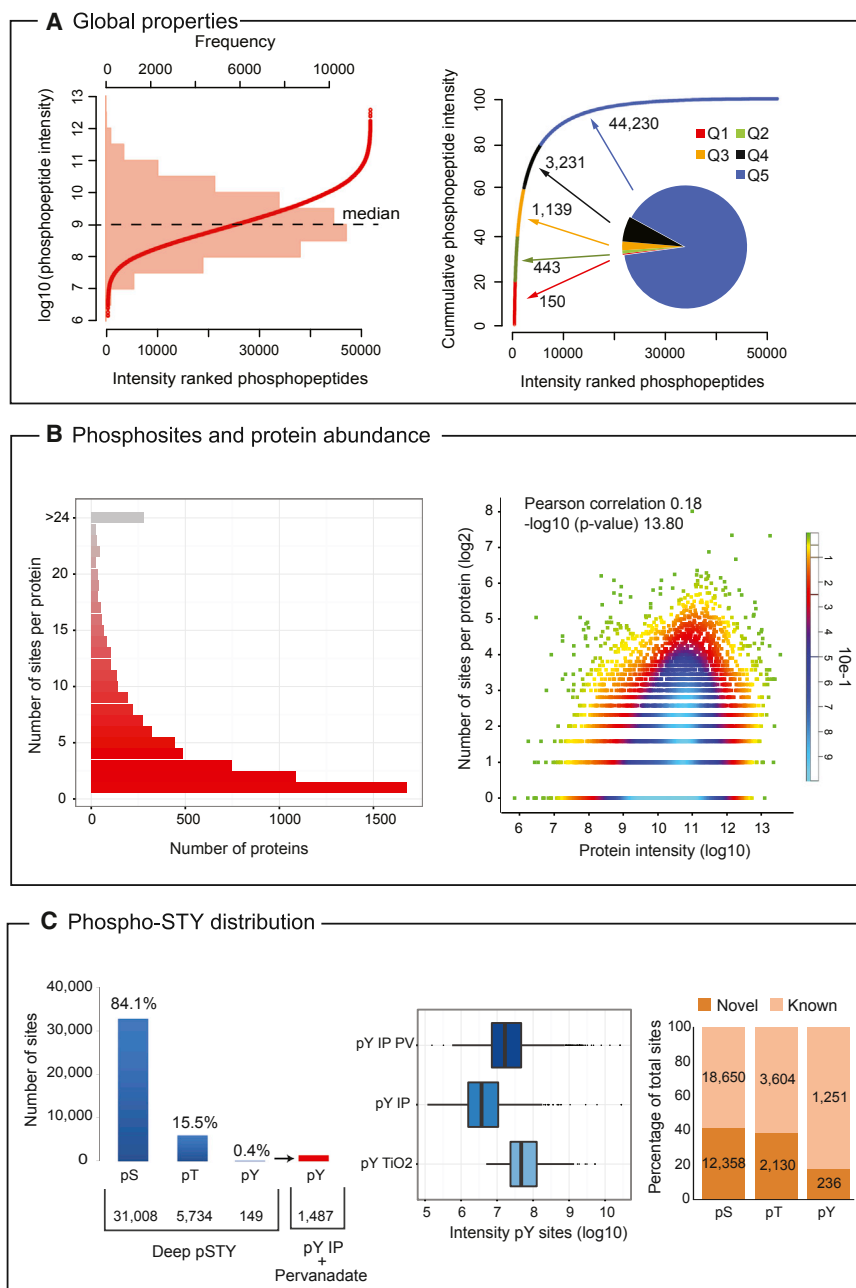 A Global properties
Frequency
0 2000 6000 10000
log10 (phosphopeptide intensity)
13
12
11
10
9
8
7
6
median
10000 30000 50000
Intensity ranked phosphopeptides
Cummulative phosphopeptide intensity
100
80
60
40
20
0
44,230
3,231
1,139
443
150
Q1 Q2
Q3 Q4
Q5
0 10000 30000 50000
Intensity ranked phosphopeptides
B Phosphosites and protein abundance
Number of sites per protein
>24
20
15
10
5
0
0 500 1000 1500
Number of proteins
Pearson correlation 0.18
-log10 (p-value) 13.80
Number of sites per protein (log2)
8
7
6
5
4
3
2
1
0
6 7 8 9 10 11 12 13
Protein intensity (log10)
1
2
3
4
5
6
7
8
9
10e-1
C Phospho-STY distribution
Number of sites
40,000
30,000
20,000
10,000
0
84.1%
15.5%
0.4%
pS pT pY pY
31,008 5,734 149 1,487
Deep pSTY
pY IP
+
Pervanadate
pY IP PV
pY IP
pY TiO2
5 6 7 8 9 10
Intensity pY sites (log10)
Novel Known
Percentage of total sites
100
80
60
40
20
0
18,650 3,604 1,251
12,358 2,130 236
pS pT pY